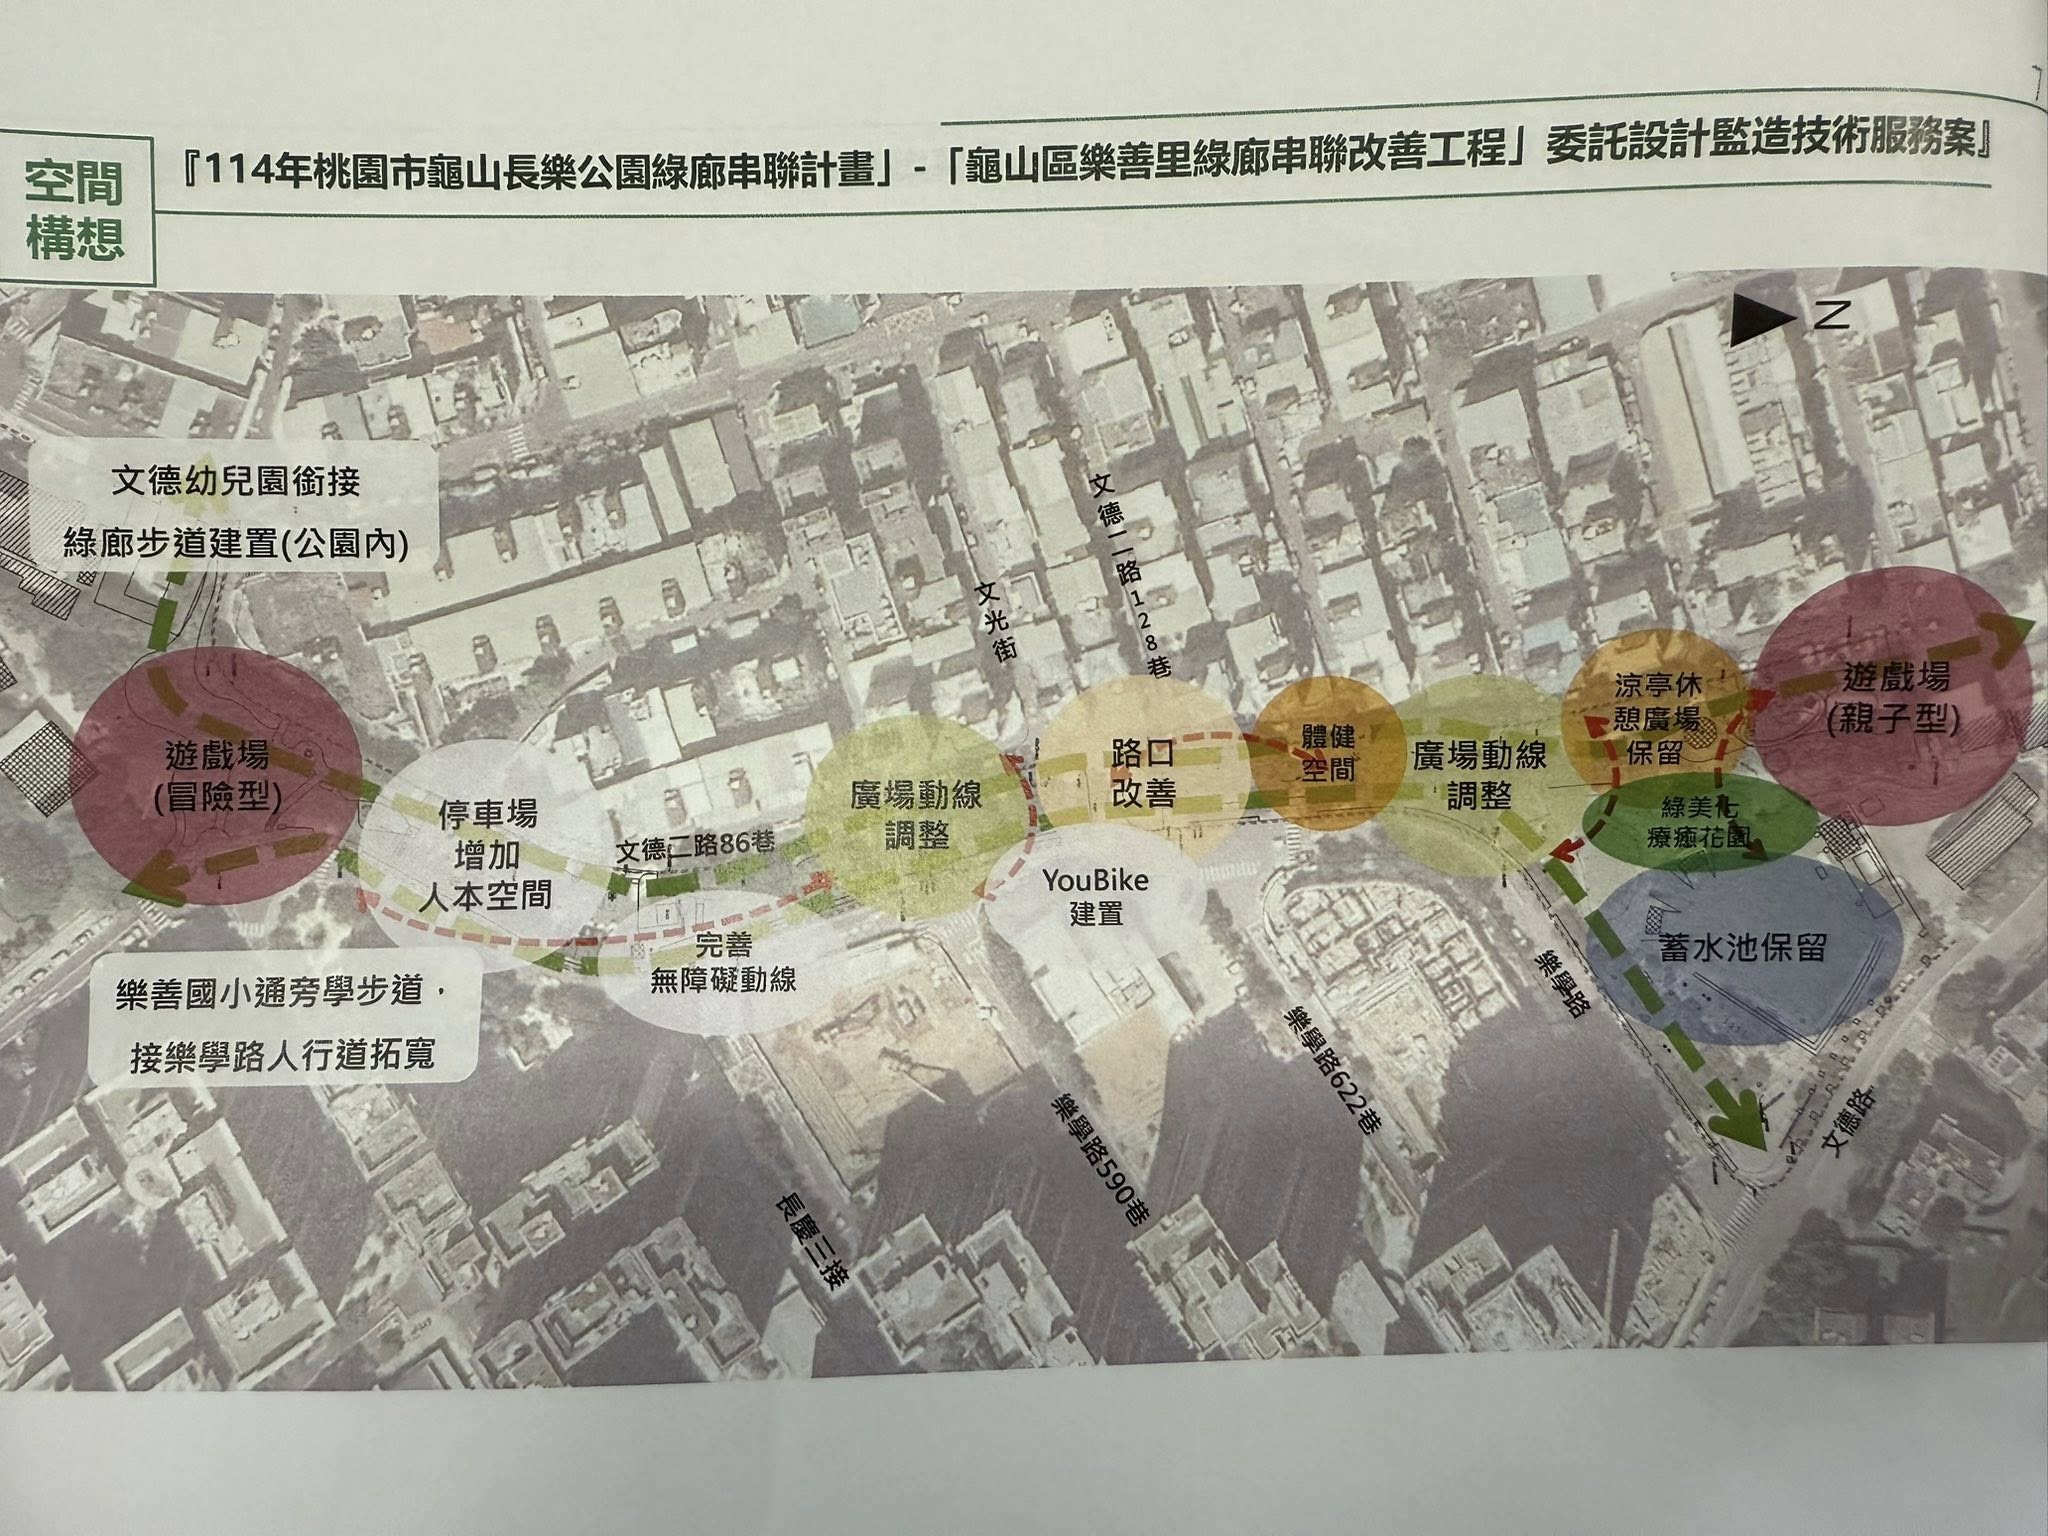 空間
構想
『114年桃園市龜山長樂公園綠廊串聯計畫」-「龜山區樂善里綠廊串聯改善工程」委託設計監造技術服務案』
N
文德幼兒園銜接
綠廊步道建置(公園內)
文德二路128巷
文光街
遊戲場
(冒險型)
停車場
增加
人本空間
文德二路86巷
完善
無障礙動線
廣場動線
調整
路口
改善
YouBike
建置
體健
空間
廣場動線
調整
涼亭休
憩廣場
保留
綠美化
療癒花園
遊戲場
(親子型)
蓄水池保留
樂善國小通旁學步道，
接樂學路人行道拓寬
樂學路
樂學路622巷
樂學路590巷
長慶三接
文德路